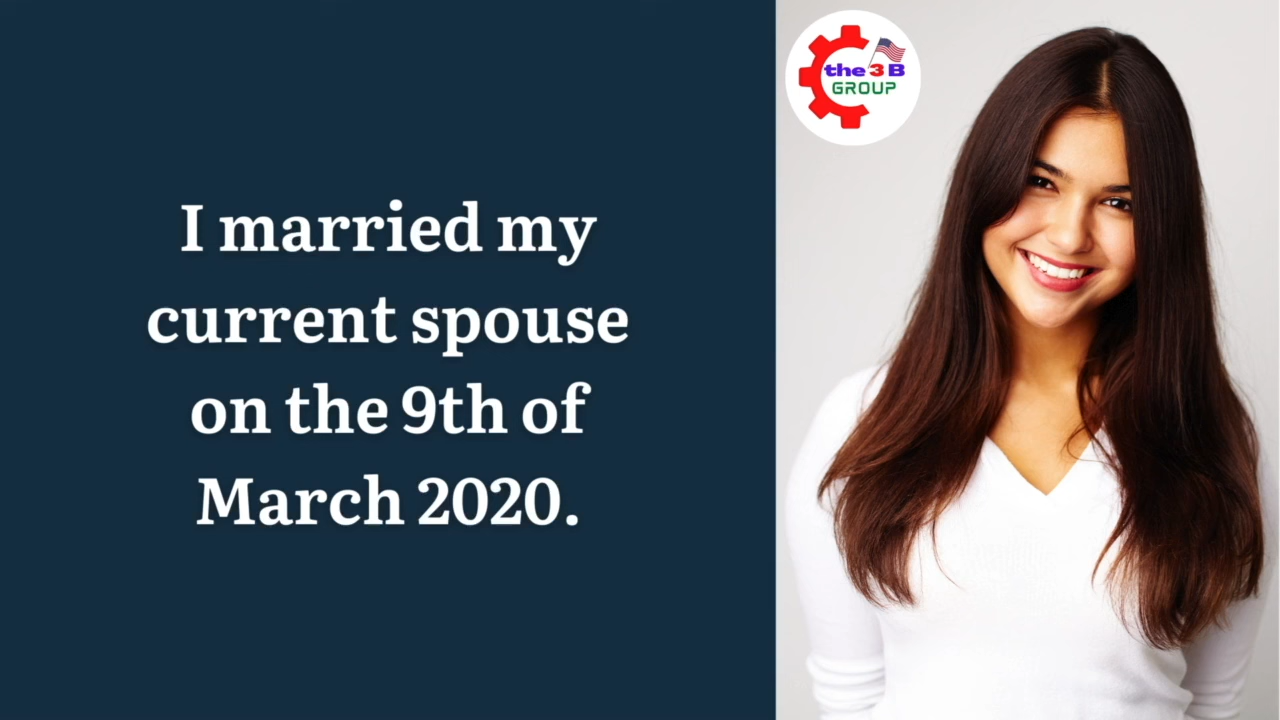 I married my
current spouse
on the 9th of
March 2020.
the 3 B
GROUP